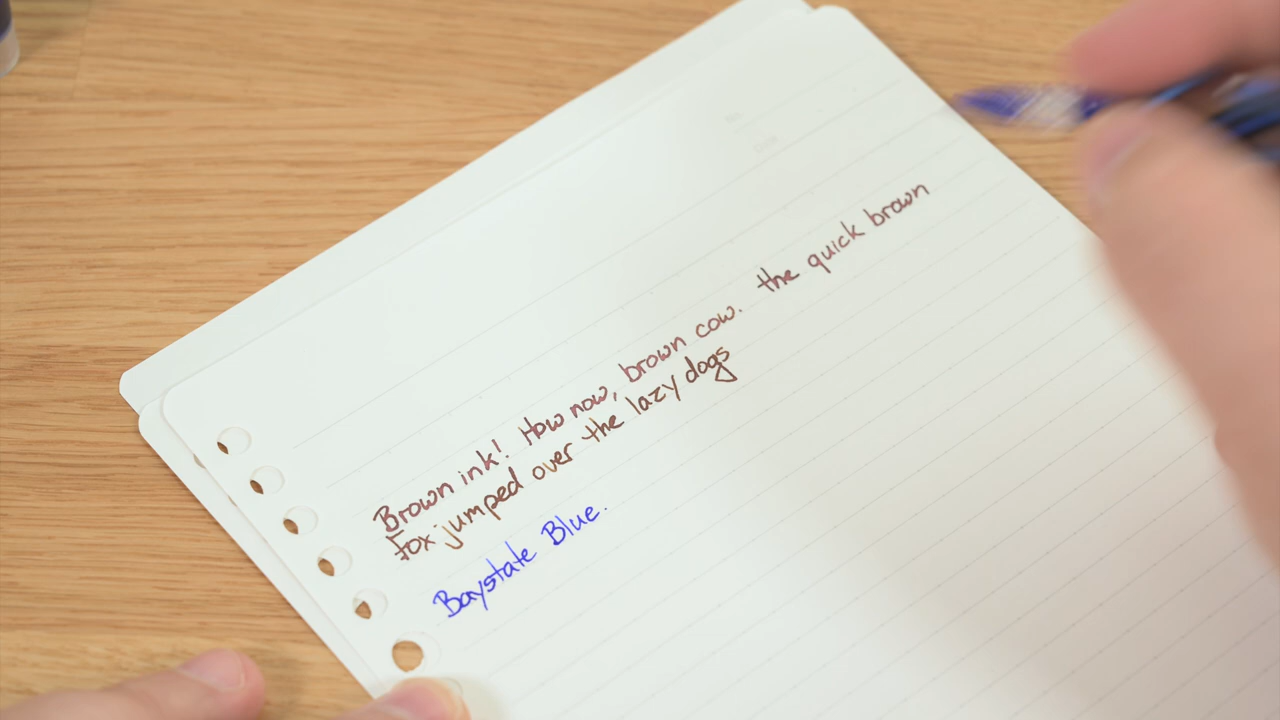 Brown ink! How now, brown cow. the quick brown
Fox jumped over the lazy dogs
Baystate Blue.